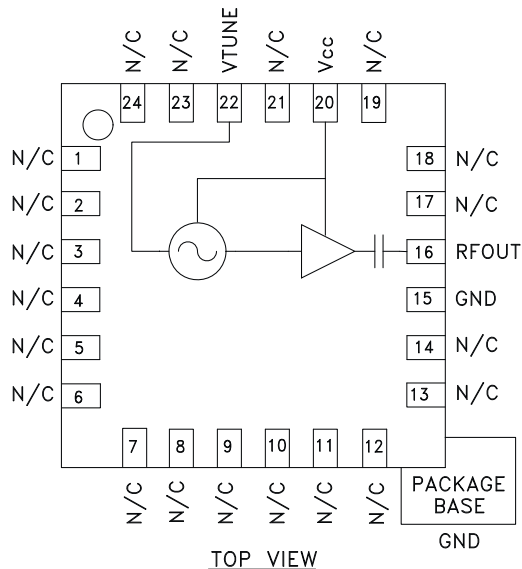 N/C N/C VTUNE N/C Vcc N/C
24 23 22 21 20 19
N/C 1 18 N/C
N/C 2 17 N/C
N/C 3 16 RFOUT
N/C 4 15 GND
N/C 5 14 N/C
N/C 6 13 N/C
7 8 9 10 11 12
N/C N/C N/C N/C N/C N/C
PACKAGE
BASE
GND
TOP VIEW